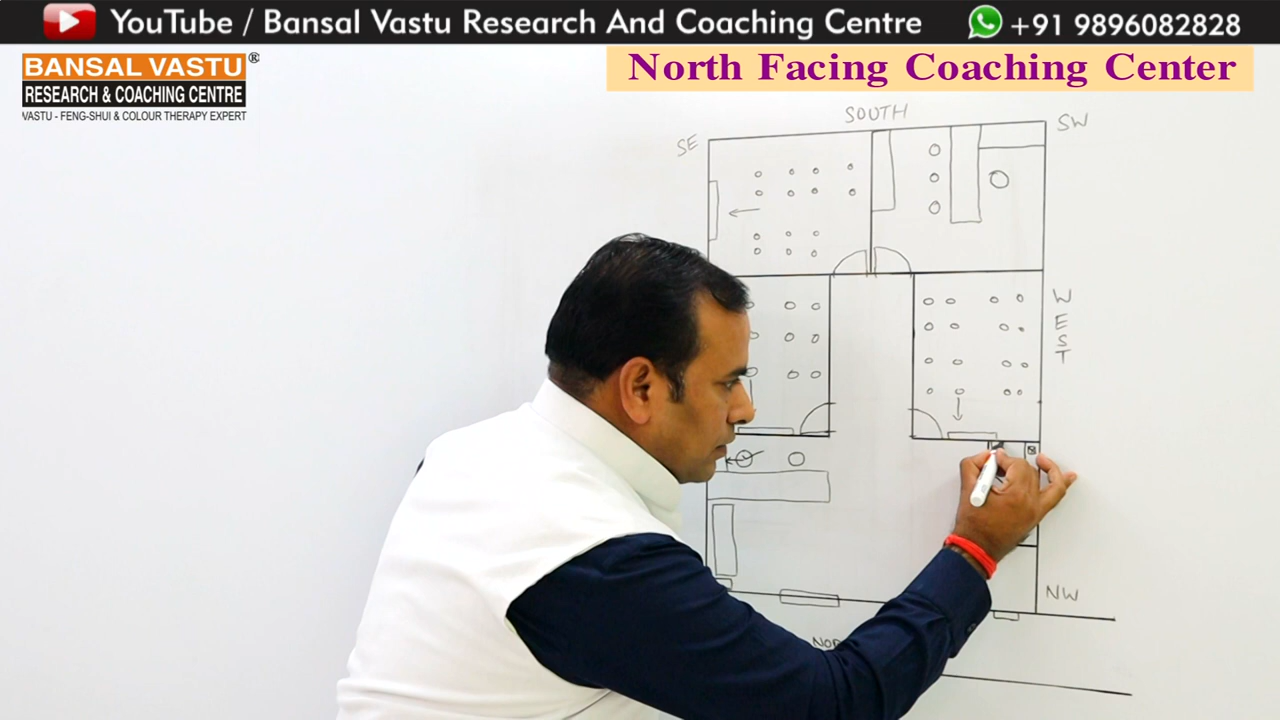 YouTube / Bansal Vastu Research And Coaching Centre
+91 9896082828
BANSAL VASTU®
RESEARCH & COACHING CENTRE
VASTU - FENG-SHUI & COLOUR THERAPY EXPERT
North Facing Coaching Center
SOUTH
SE
SW
WEST
NW